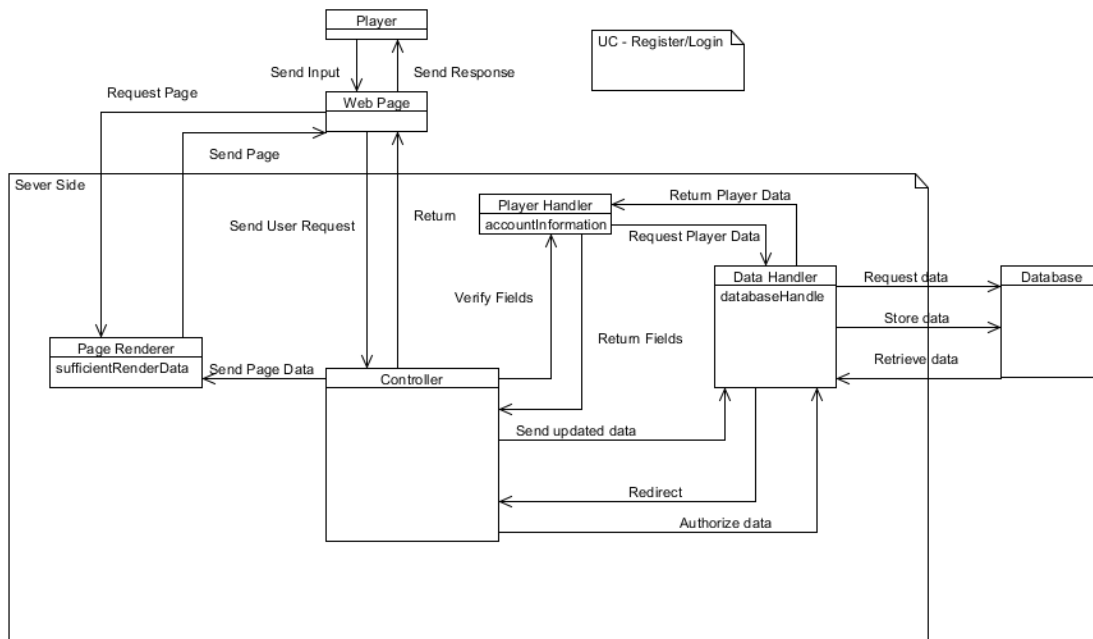 Player
UC - Register/Login
Send Input
Send Response
Request Page
Web Page
Send Page
Sever Side
Return Player Data
Player Handler
accountInformation
Send User Request
Return
Request Player Data
Data Handler
databaseHandle
Request data
Database
Verify Fields
Store data
Return Fields
Retrieve data
Page Renderer
sufficientRenderData
Send Page Data
Controller
Send updated data
Redirect
Authorize data